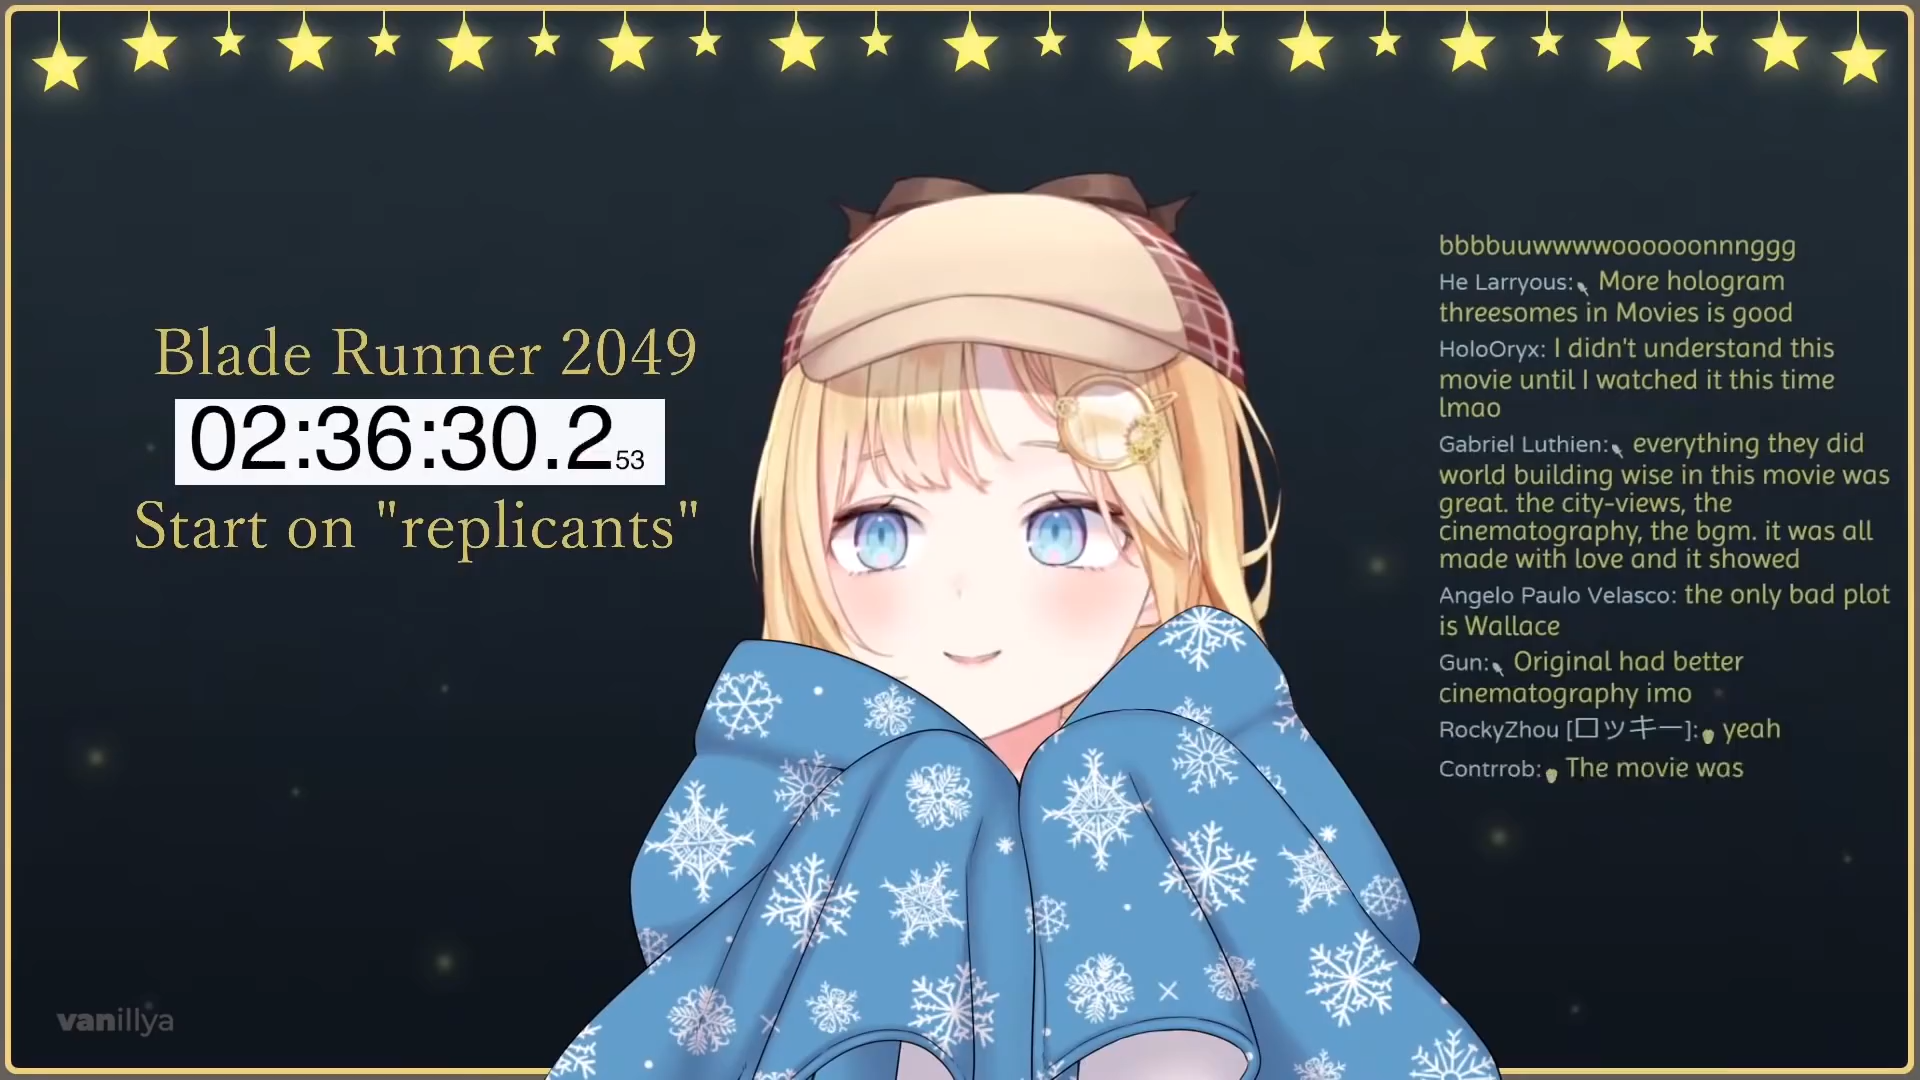 Blade Runner 2049
02:36:30.253
Start on "replicants"
bbbbuuwwwwoooooonnnggg
He Larryous: More hologram
threesomes in Movies is good
HoloOryx: I didn't understand this
movie until I watched it this time
lmao
Gabriel Luthien: everything they did
world building wise in this movie was
great. the city-views, the
cinematography, the bgm. it was all
made with love and it showed
Angelo Paulo Velasco: the only bad plot
is Wallace
Gun: Original had better
cinematography imo
RockyZhou [ロッキー]: yeah
Contrrob: The movie was
vanillya